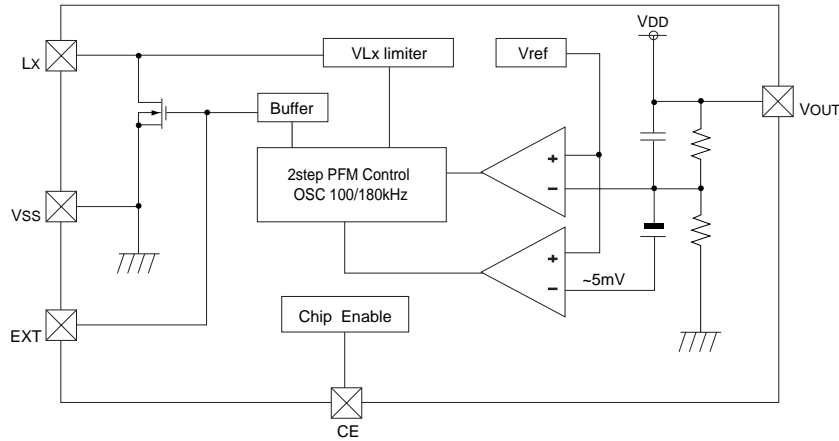 VDD
LX
VLx limiter
Vref
VOUT
Buffer
+
−
2step PFM Control
OSC 100/180kHz
VSS
+
−
~5mV
EXT
Chip Enable
CE